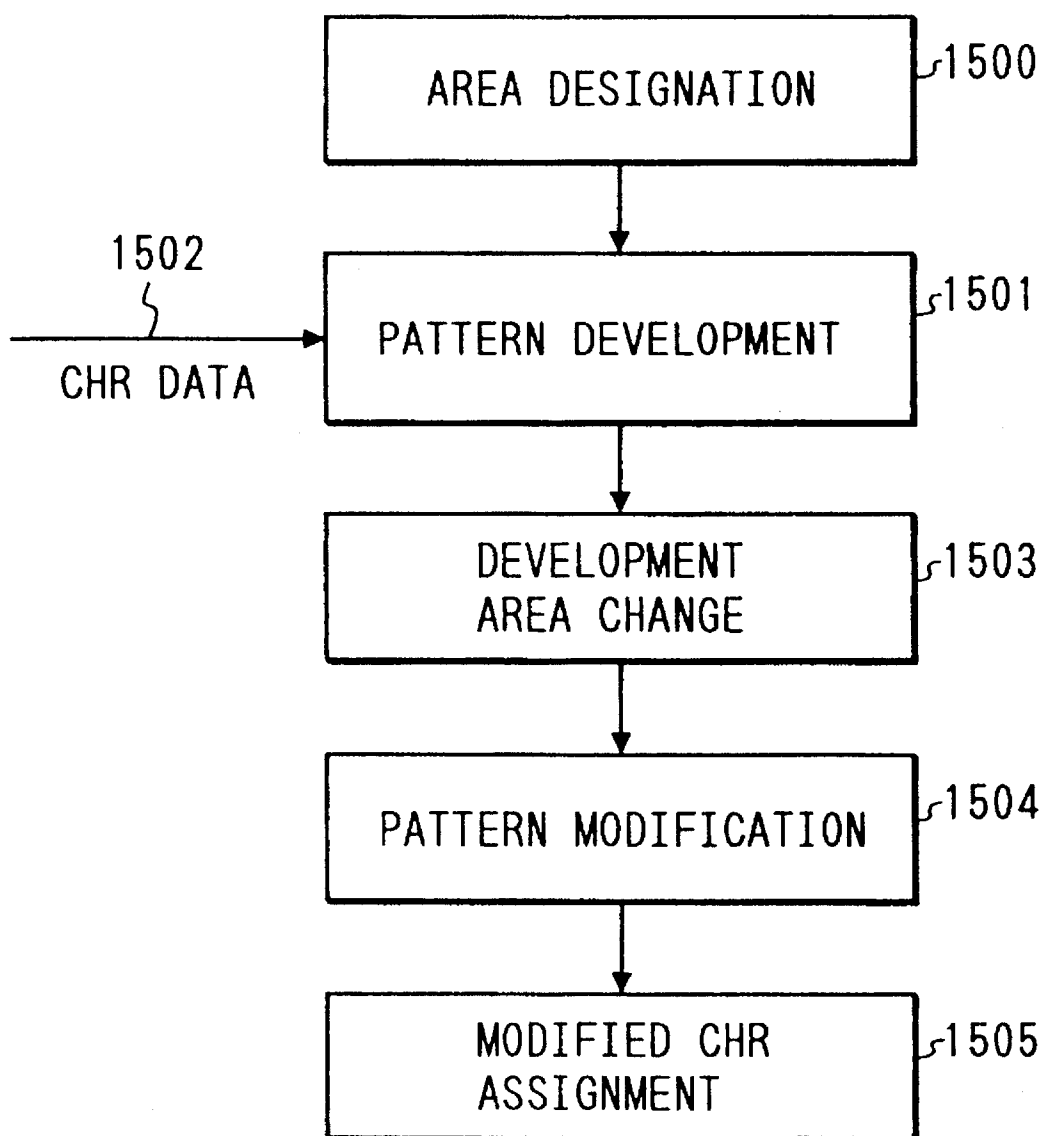 AREA DESIGNATION
1500
1502
CHR DATA
PATTERN DEVELOPMENT
1501
DEVELOPMENT
AREA CHANGE
1503
PATTERN MODIFICATION
1504
MODIFIED CHR
ASSIGNMENT
1505